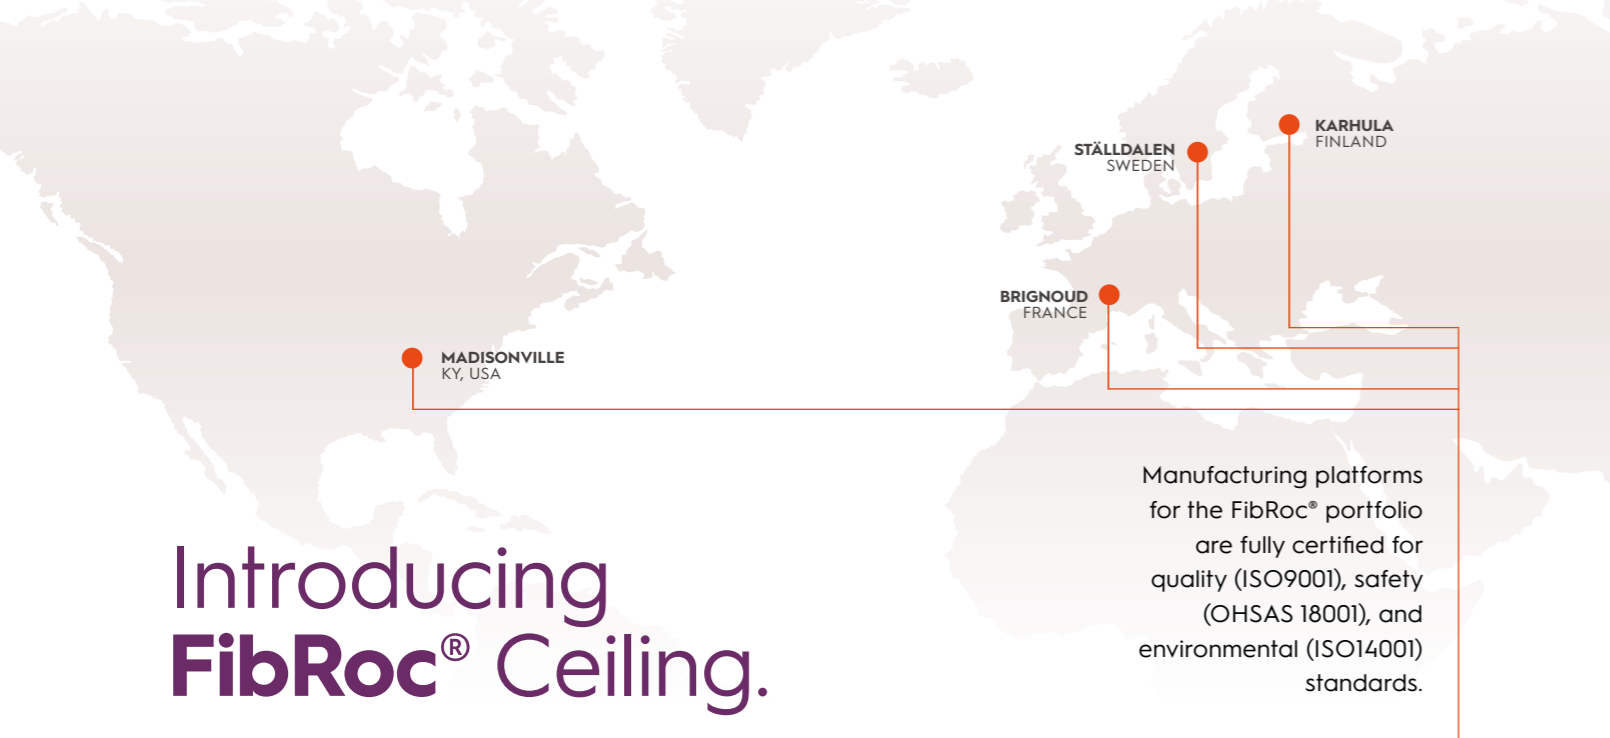 KARHULA
FINLAND
STÄLLDALEN
SWEDEN
BRIGNOUD
FRANCE
MADISONVILLE
KY, USA
Manufacturing platforms
for the FibRoc® portfolio
are fully certified for
quality (ISO9001), safety
(OHSAS 18001), and
environmental (ISO14001)
standards.
Introducing
FibRoc® Ceiling.